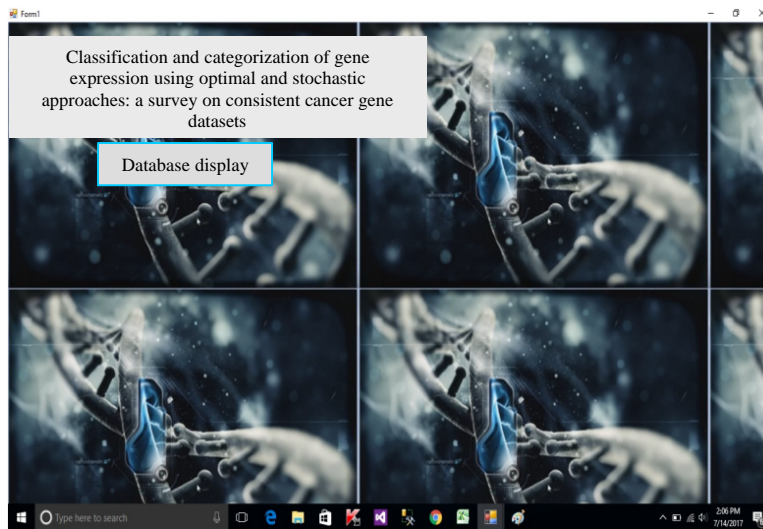 Form1
Classification and categorization of gene
expression using optimal and stochastic
approaches: a survey on consistent cancer gene
datasets
Database display
Type here to search
2:06 PM
7/14/2017